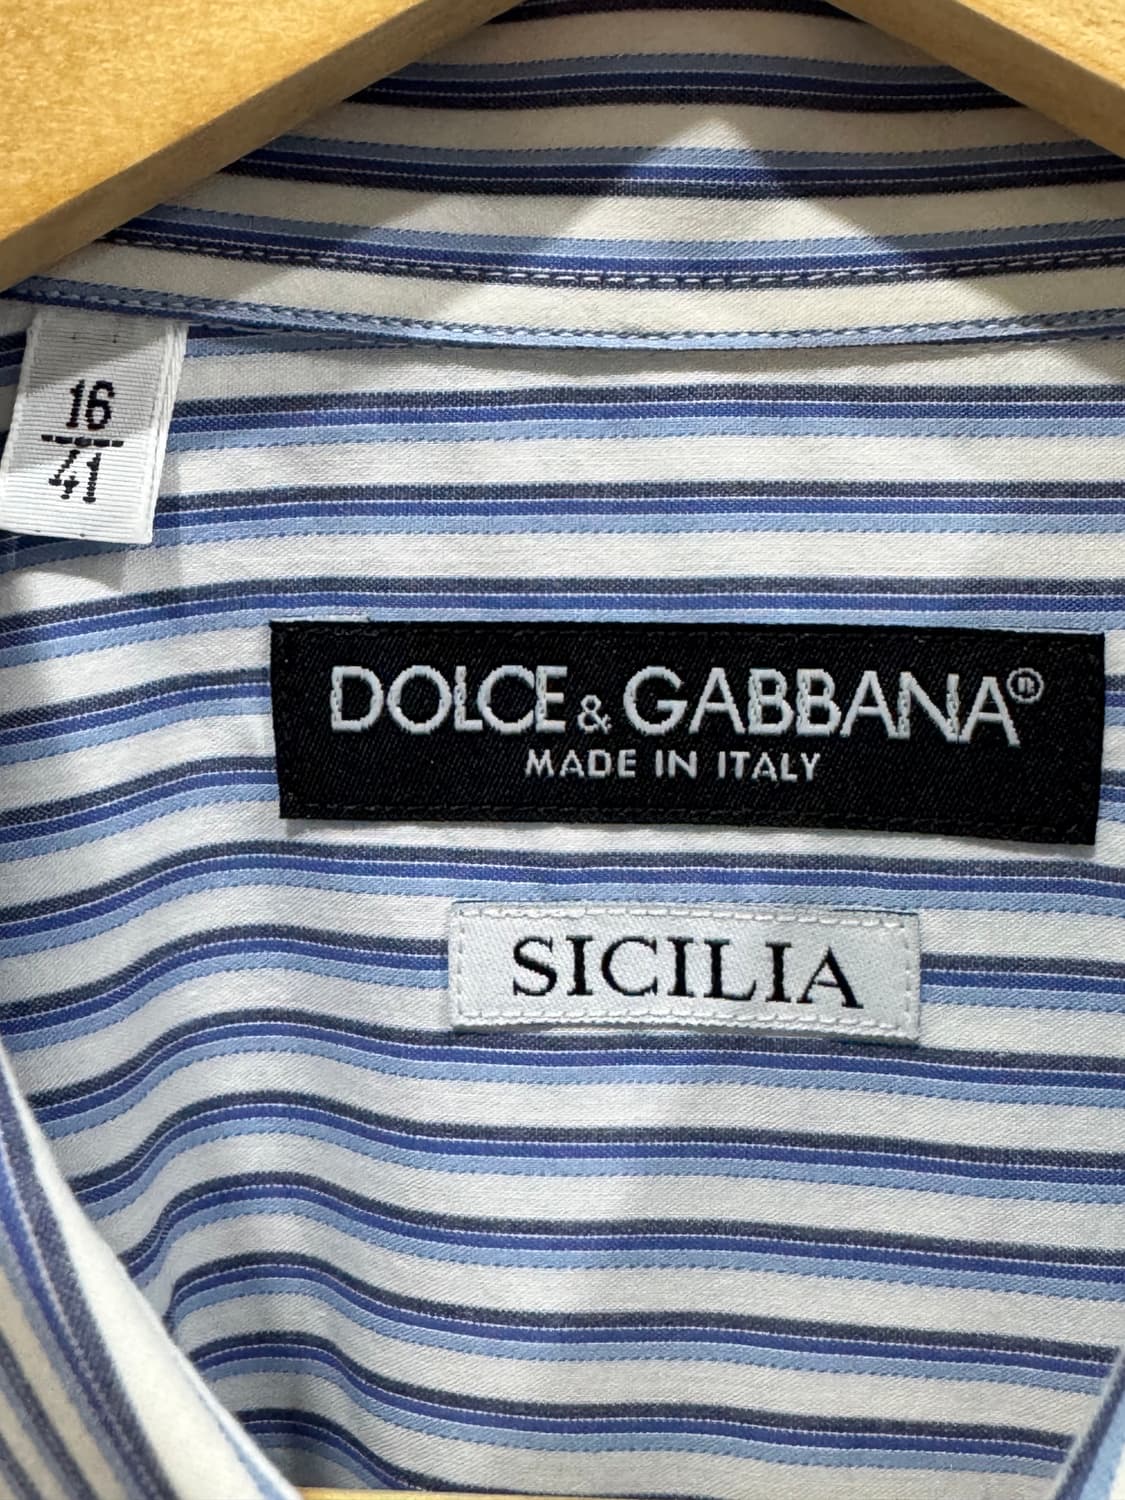 16
41
DOLCE & GABBANA®
MADE IN ITALY
SICILIA